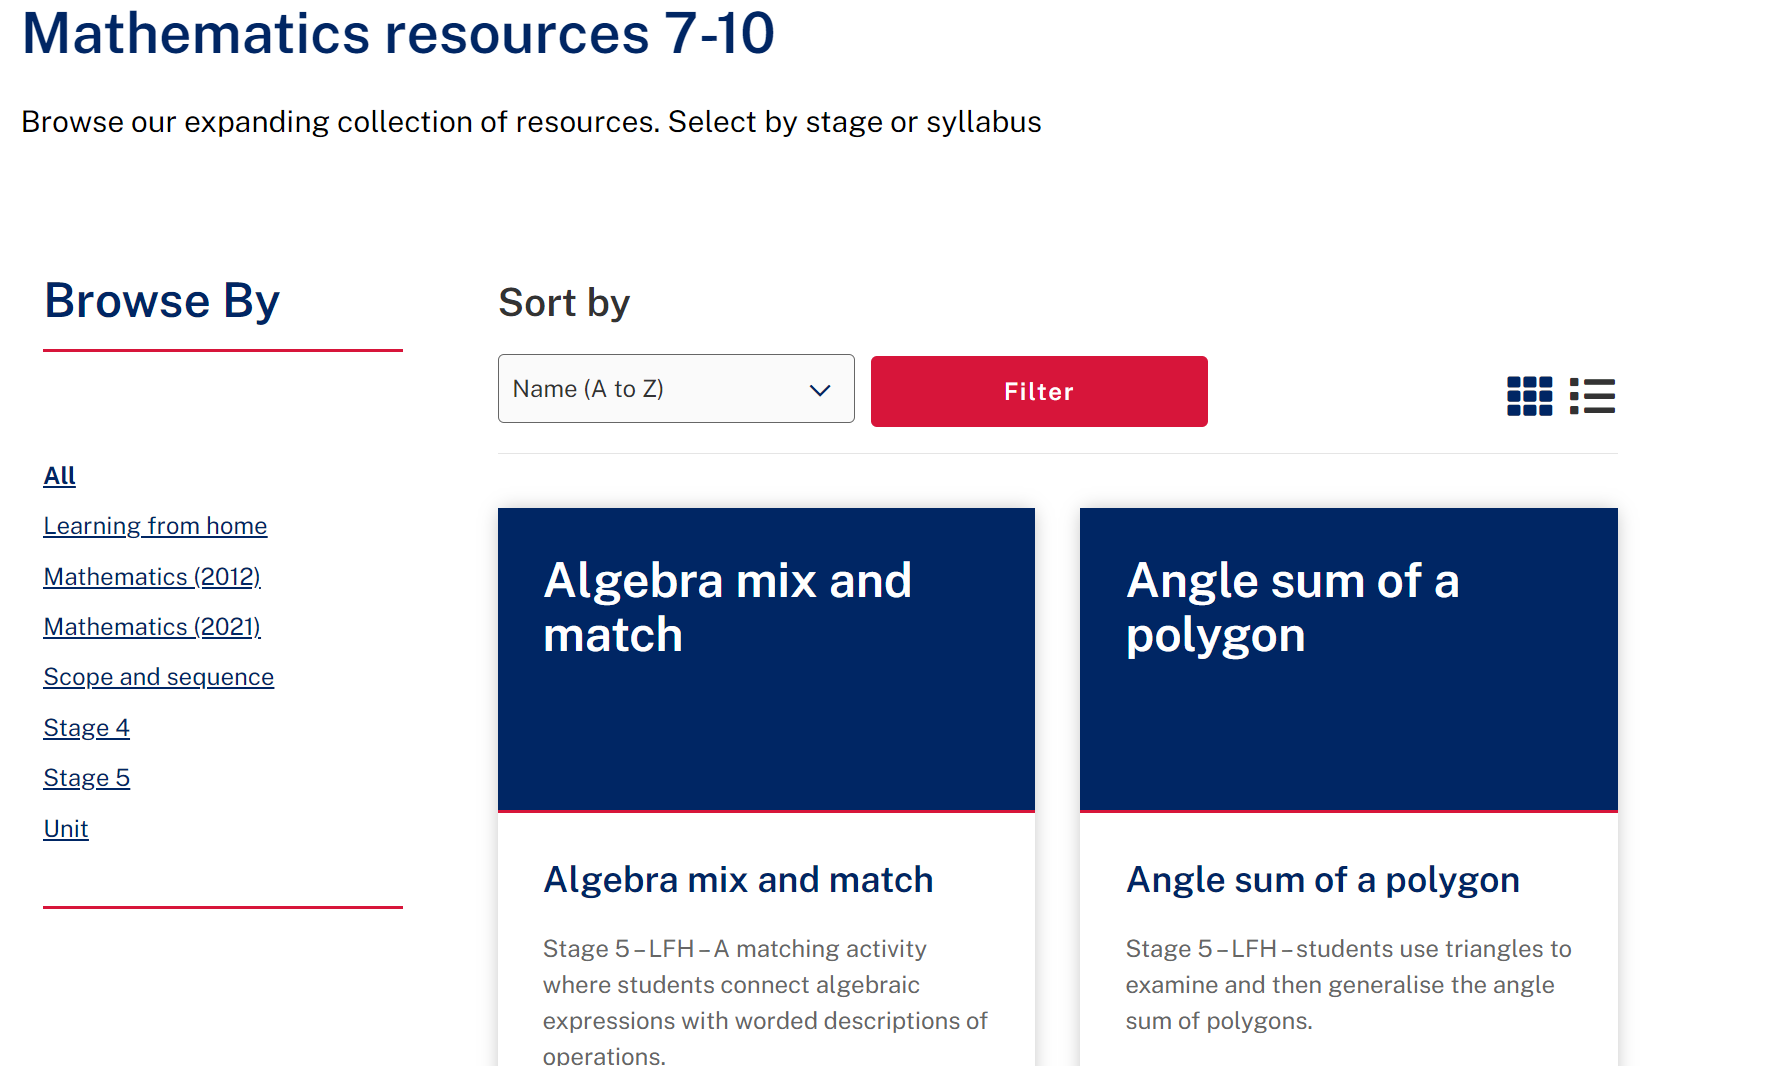 Mathematics resources 7-10
Browse our expanding collection of resources. Select by stage or syllabus
Browse By
All
Learning from home
Mathematics (2012)
Mathematics (2021)
Scope and sequence
Stage 4
Stage 5
Unit
Sort by
Name (A to Z)
Filter
Algebra mix and
match
Algebra mix and match
Stage 5 – LFH – A matching activity
where students connect algebraic
expressions with worded descriptions of
operations.
Angle sum of a
polygon
Angle sum of a polygon
Stage 5 – LFH – students use triangles to
examine and then generalise the angle
sum of polygons.